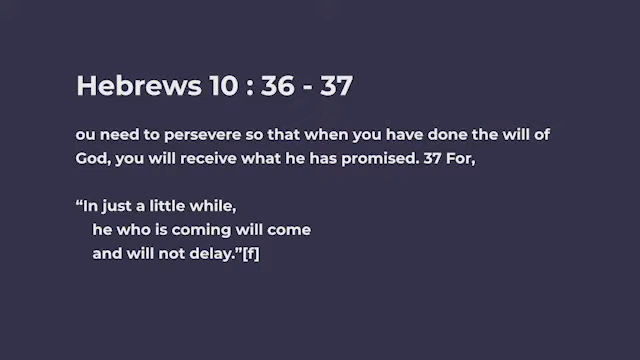 Hebrews 10 : 36 - 37
ou need to persevere so that when you have done the will of
God, you will receive what he has promised. 37 For,
“In just a little while,
he who is coming will come
and will not delay.”[f]